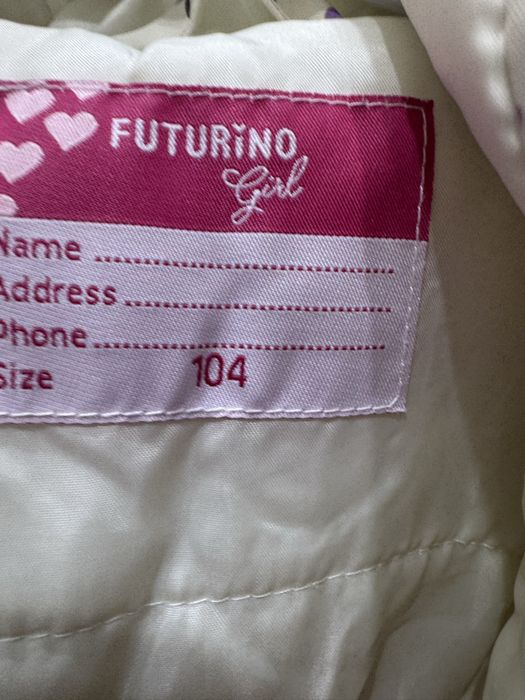 FUTURiNO
Girl
Name ........................................
Address ....................................
Phone ........................................
Size 104